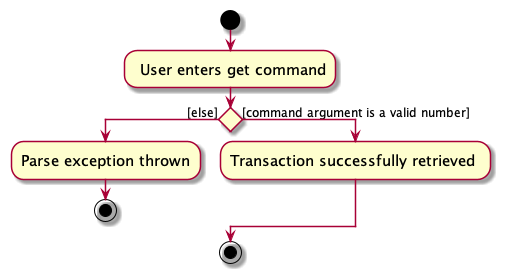 User enters get command
[else]
[command argument is a valid number]
Parse exception thrown
Transaction successfully retrieved